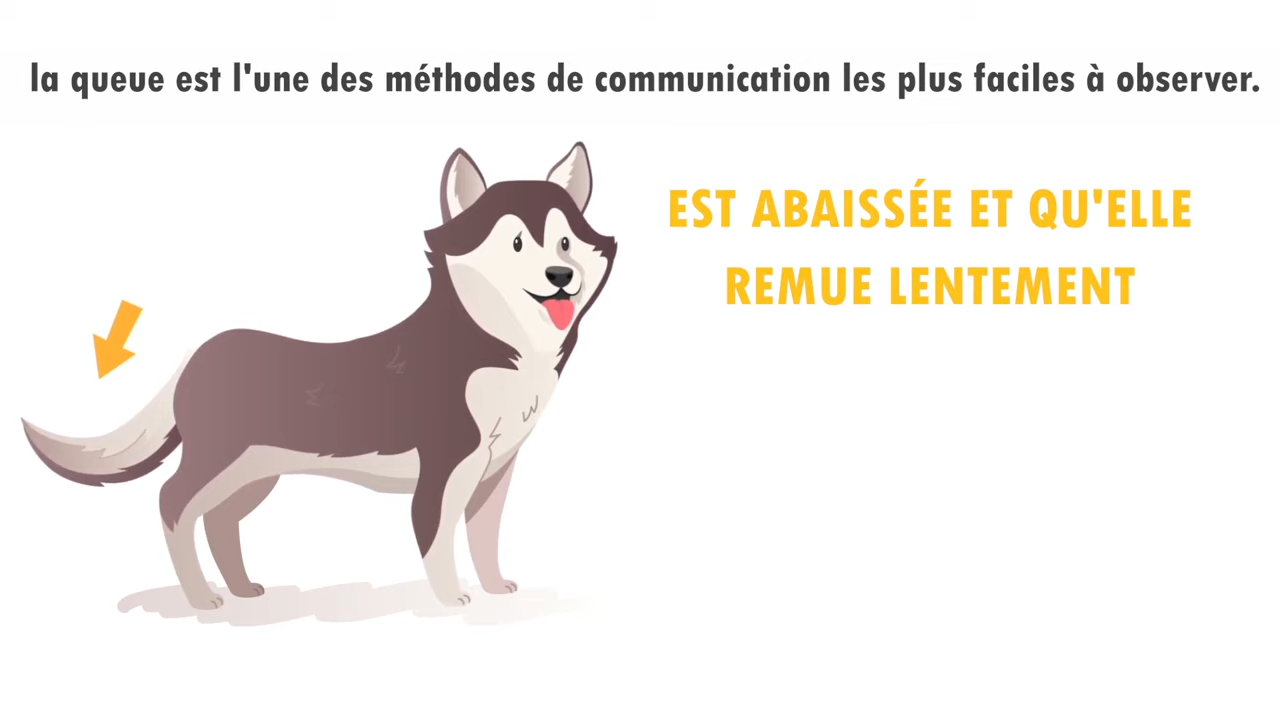 la queue est l'une des méthodes de communication les plus faciles à observer.
EST ABAISSÉE ET QU'ELLE
REMUE LENTEMENT